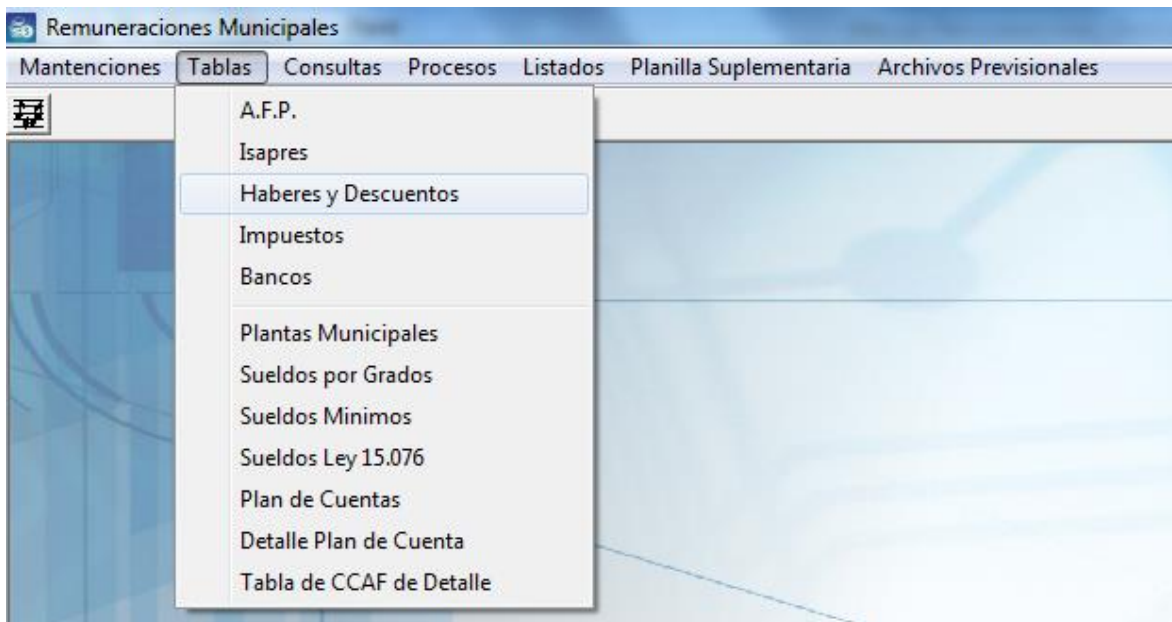 Remuneraciones Municipales
Mantenciones Tablas Consultas Procesos Listados Planilla Suplementaria Archivos Previsionales
A.F.P.
Isapres
Haberes y Descuentos
Impuestos
Bancos
Plantas Municipales
Sueldos por Grados
Sueldos Minimos
Sueldos Ley 15.076
Plan de Cuentas
Detalle Plan de Cuenta
Tabla de CCAF de Detalle